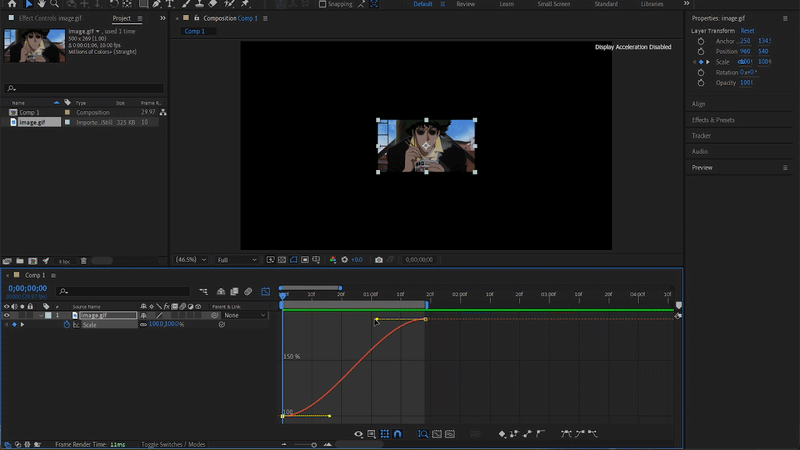 Snapping
Default
Review
Learn
Small Screen
Standard
Libraries
Effect Controls image.gif
Project
Composition Comp 1
Properties: image.gif
Comp 1
image.gif
, used 1 time
500 x 269 (1.00)
Δ 0:00:01:06, 10.00 fps
Millions of Colors+ (Straight)
Display Acceleration Disabled
Layer Transform
Reset
Anchor
250
134.5
Position
960
540
Scale
100%
Rotation
0x+0°
Opacity
100%
Name
Type
Size
Frame R..
Comp 1
Composition
29.97
image.gif
Importe...lStill
325 KB
10
Align
Effects & Presets
Tracker
Audio
Preview
8 bpc
(46.5%)
Full
+0.0
0;00;00;00
Comp 1
0;00;00;00
00000 (29.97 fps)
#
Source Name
Parent & Link
1
image.gif
None
Scale
100.0,100.0%
10f
20f
01:00f
10f
20f
02:00f
10f
20f
03:00f
10f
20f
04:00f
10f
150 %
100
Frame Render Time: 11ms
Toggle Switches / Modes